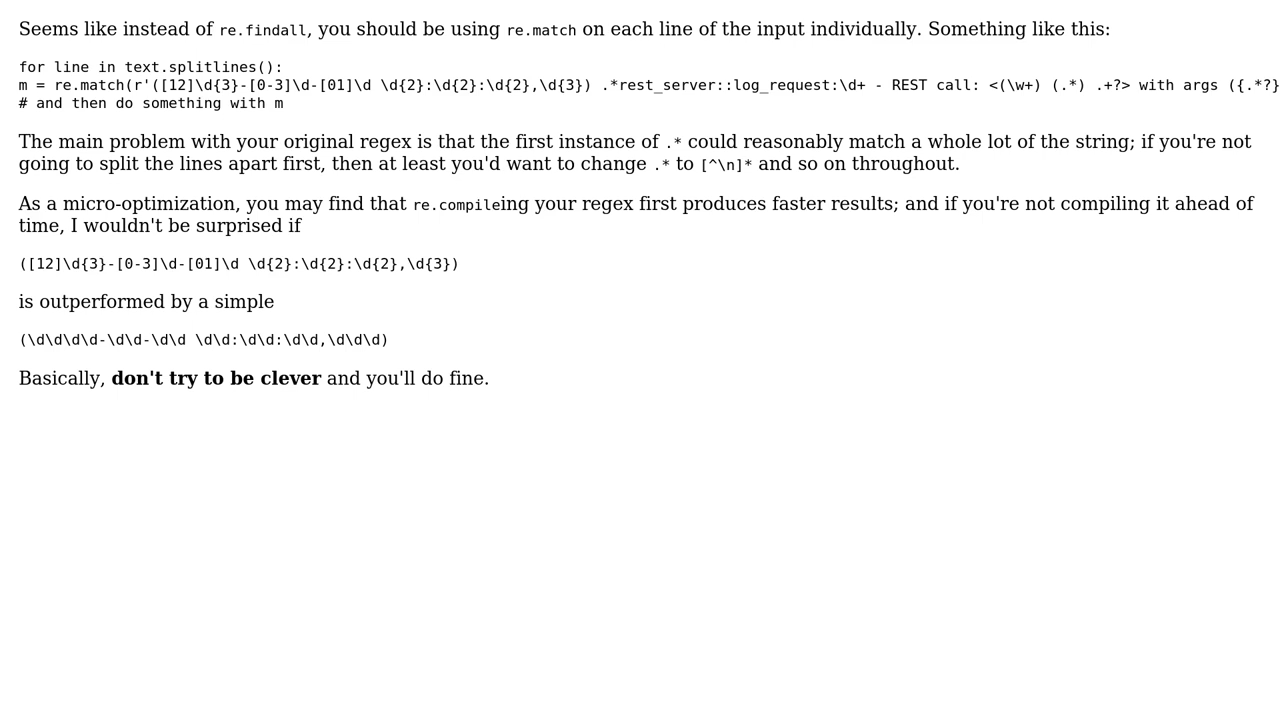 Seems like instead of re.findall, you should be using re.match on each line of the input individually. Something like this:
for line in text.splitlines():
m = re.match(r'([12]\d{3}-[0-3]\d-[01]\d \d{2}:\d{2}:\d{2},\d{3}) .*rest_server::log_request:\d+ - REST call: <(\w+) (.*) .+?> with args ({.*?}
# and then do something with m
The main problem with your original regex is that the first instance of .* could reasonably match a whole lot of the string; if you're not
going to split the lines apart first, then at least you'd want to change .* to [^\n]* and so on throughout.
As a micro-optimization, you may find that re.compileing your regex first produces faster results; and if you're not compiling it ahead of
time, I wouldn't be surprised if
([12]\d{3}-[0-3]\d-[01]\d \d{2}:\d{2}:\d{2},\d{3})
is outperformed by a simple
(\d\d\d\d-\d\d-\d\d \d\d:\d\d:\d\d,\d\d\d)
Basically, don't try to be clever and you'll do fine.